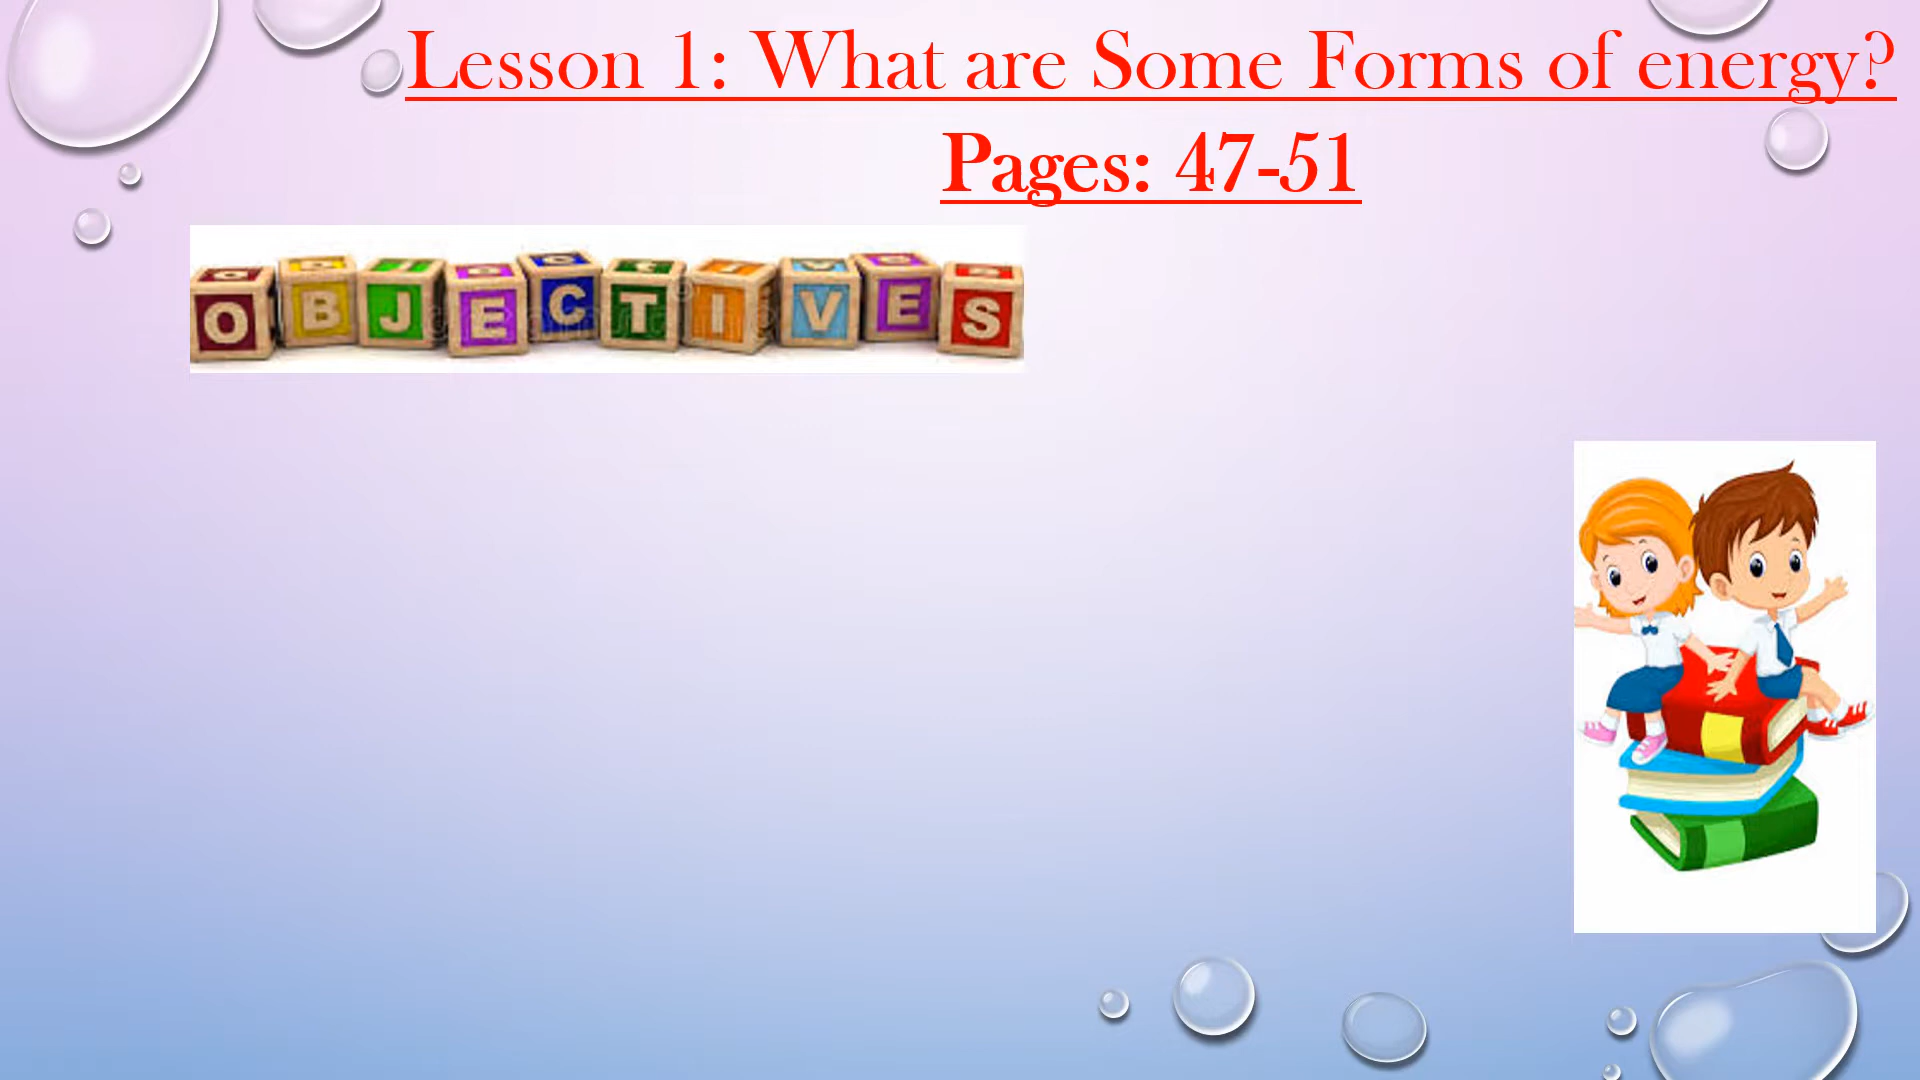 Lesson 1: What are Some Forms of energy?
Pages: 47-51
OBJECTIVES